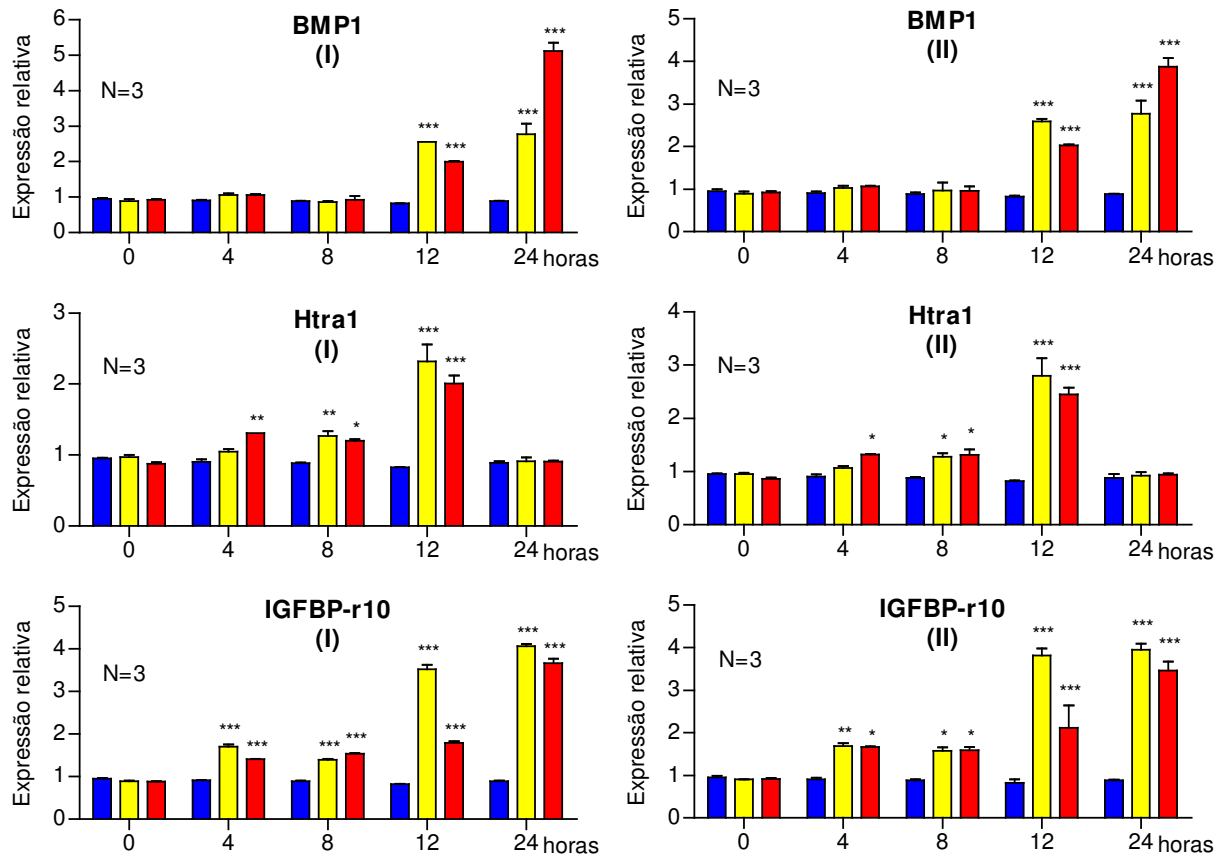 BMP1
(I)
Expressão relativa
N=3
6
5
4
3
2
1
0
***
***
***
***
0 4 8 12 24 horas
BMP1
(II)
Expressão relativa
N=3
5
4
3
2
1
0
***
***
***
***
0 4 8 12 24 horas
Htra1
(I)
Expressão relativa
N=3
3
2
1
0
**
**
*
***
***
0 4 8 12 24 horas
Htra1
(II)
Expressão relativa
N=3
4
3
2
1
0
*
*
*
***
***
0 4 8 12 24 horas
IGFBP-r10
(I)
Expressão relativa
N=3
5
4
3
2
1
0
***
***
***
***
***
***
***
***
0 4 8 12 24 horas
IGFBP-r10
(II)
Expressão relativa
N=3
5
4
3
2
1
0
**
*
*
*
***
***
***
***
0 4 8 12 24 horas